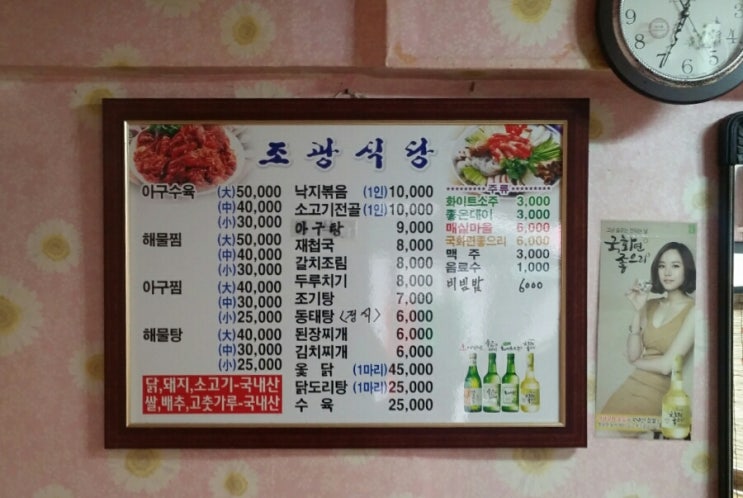 조광식당
아구수육 (大)50,000
(中)40,000
(小)30,000
해물찜 (大)50,000
(中)40,000
(小)30,000
아구찜 (大)40,000
(中)30,000
(小)25,000
해물탕 (大)40,000
(中)30,000
(小)25,000
닭,돼지,소고기-국내산
쌀,배추,고춧가루-국내산
낙지볶음 (1인)10,000
소고기전골 (1인)10,000
아구탕 9,000
재첩국 8,000
갈치조림 8,000
두루치기 8,000
조기탕 7,000
동태탕 <정식> 6,000
된장찌개 6,000
김치찌개 6,000
옻닭 (1마리)45,000
닭도리탕 (1마리)25,000
수육 25,000
주류
화이트소주 3,000
좋은데이 3,000
매실마을 6,000
국화면좋으리 6,000
맥주 3,000
음료수 1,000
비빔밥 6000
국화면
좋으리